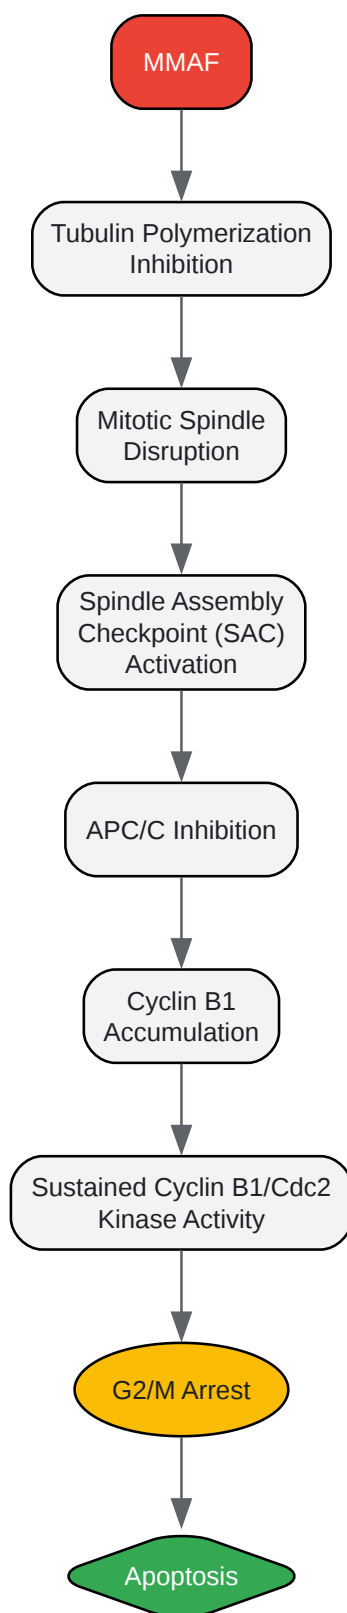 MMAF
Tubulin Polymerization
Inhibition
Mitotic Spindle
Disruption
Spindle Assembly
Checkpoint (SAC)
Activation
APC/C Inhibition
Cyclin B1
Accumulation
Sustained Cyclin B1/Cdc2
Kinase Activity
G2/M Arrest
Apoptosis